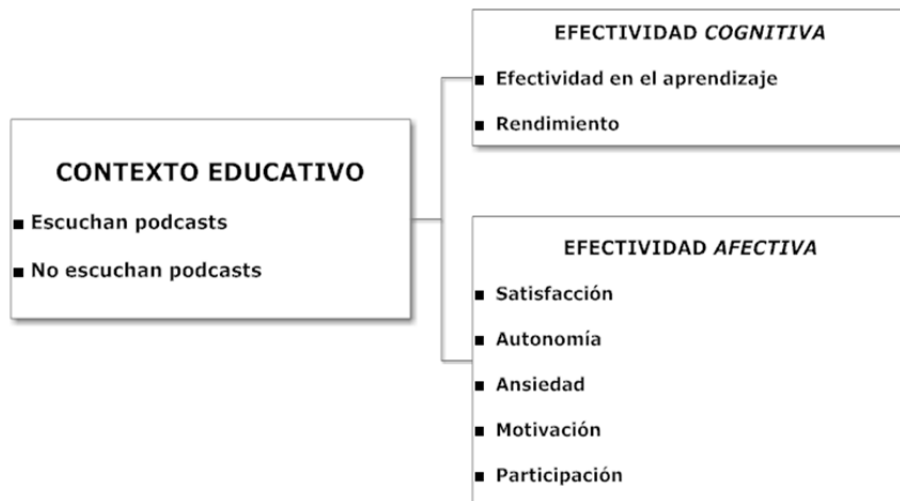 CONTEXTO EDUCATIVO
■ Escuchan podcasts
■ No escuchan podcasts
EFECTIVIDAD COGNITIVA
■ Efectividad en el aprendizaje
■ Rendimiento
EFECTIVIDAD AFECTIVA
■ Satisfacción
■ Autonomía
■ Ansiedad
■ Motivación
■ Participación